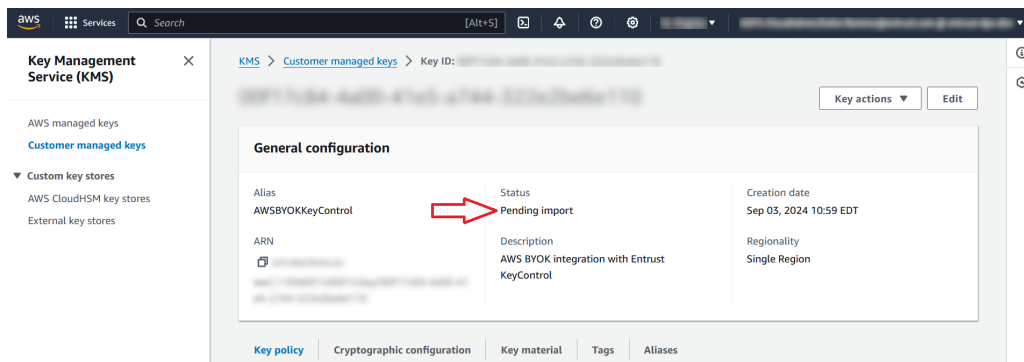 aws Services Search [Alt+S]
Key Management Service (KMS)
KMS > Customer managed keys > Key ID:
Key actions Edit
AWS managed keys
Customer managed keys
Custom key stores
AWS CloudHSM key stores
External key stores
General configuration
Alias
AWSBYOKKeyControl
Status
Pending import
Creation date
Sep 03, 2024 10:59 EDT
ARN
Description
AWS BYOK integration with Entrust
KeyControl
Regionality
Single Region
Key policy Cryptographic configuration Key material Tags Aliases